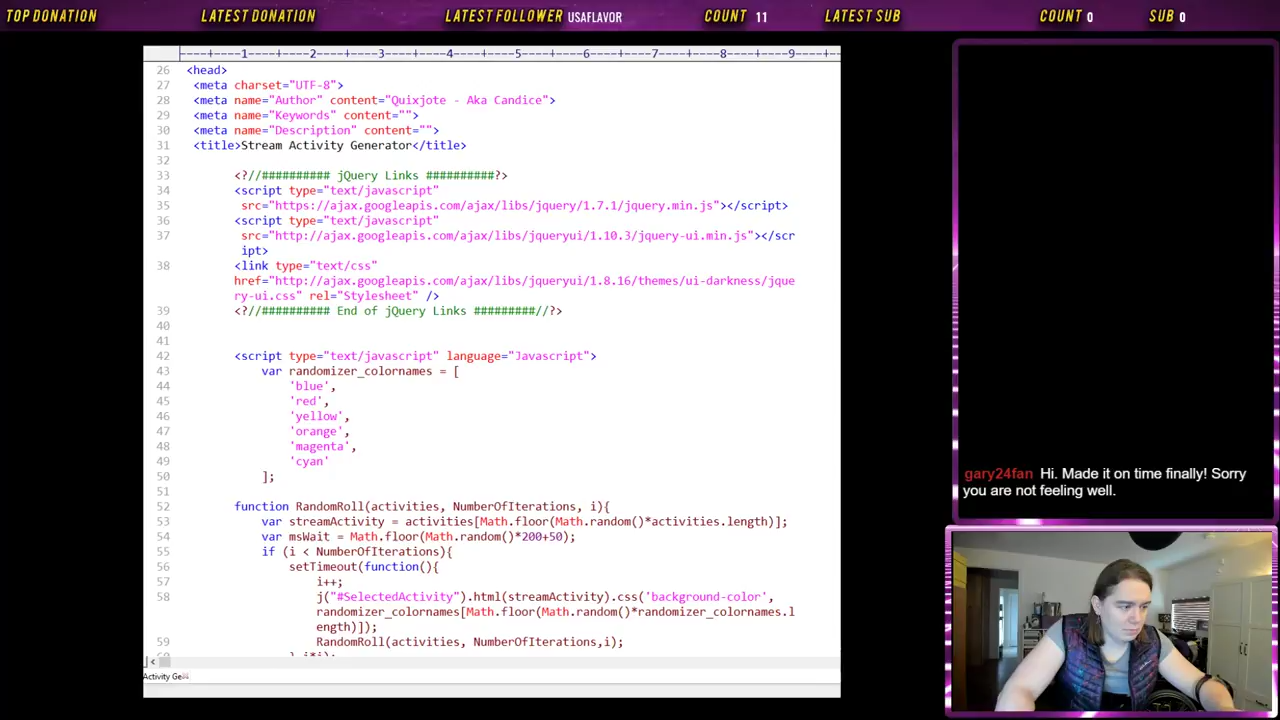 TOP DONATION LATEST DONATION LATEST FOLLOWER USAFLAVOR COUNT 11 LATEST SUB COUNT 0 SUB 0
----+----1----+----2----+----3----+----4----+----5----+----6----+----7----+----8----+----9----+--
26 <head>
27 <meta charset="UTF-8">
28 <meta name="Author" content="Quixjote - Aka Candice">
29 <meta name="Keywords" content="">
30 <meta name="Description" content="">
31 <title>Stream Activity Generator</title>
32
33 <?//########## jQuery Links ##########?>
34 <script type="text/javascript"
35 src="https://ajax.googleapis.com/ajax/libs/jquery/1.7.1/jquery.min.js"></script>
36 <script type="text/javascript"
37 src="http://ajax.googleapis.com/ajax/libs/jqueryui/1.10.3/jquery-ui.min.js"></scr
ipt>
38 <link type="text/css"
href="http://ajax.googleapis.com/ajax/libs/jqueryui/1.8.16/themes/ui-darkness/jque
ry-ui.css" rel="Stylesheet" />
39 <?//########## End of jQuery Links #########//?>
40
41
42 <script type="text/javascript" language="Javascript">
43 var randomizer_colornames = [
44 'blue',
45 'red',
46 'yellow',
47 'orange',
48 'magenta',
49 'cyan'
50 ];
51
52 function RandomRoll(activities, NumberOfIterations, i){
53 var streamActivity = activities[Math.floor(Math.random()*activities.length)];
54 var msWait = Math.floor(Math.random()*200+50);
55 if (i < NumberOfIterations){
56 setTimeout(function(){
57 i++;
58 j("#SelectedActivity").html(streamActivity).css('background-color',
randomizer_colornames[Math.floor(Math.random()*randomizer_colornames.l
ength)]);
59 RandomRoll(activities, NumberOfIterations,i);
Activity Ge
gary24fan Hi. Made it on time finally! Sorry
you are not feeling well.